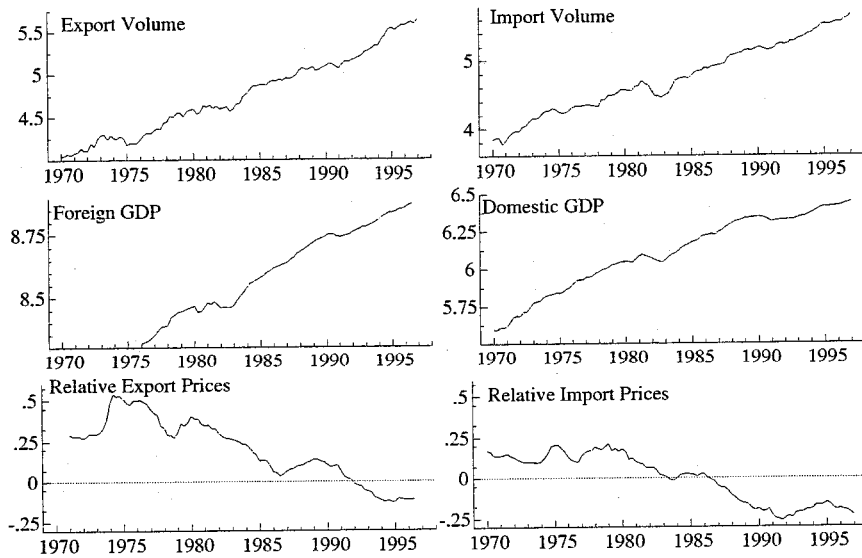 Export Volume
5.5
5
4.5
1970 1975 1980 1985 1990 1995
Import Volume
5
4
1970 1975 1980 1985 1990 1995
Foreign GDP
8.75
8.5
1970 1975 1980 1985 1990 1995
Domestic GDP
6.5
6.25
6
5.75
1970 1975 1980 1985 1990 1995
Relative Export Prices
.5
.25
0
-.25
1970 1975 1980 1985 1990 1995
Relative Import Prices
.5
.25
0
-.25
1970 1975 1980 1985 1990 1995